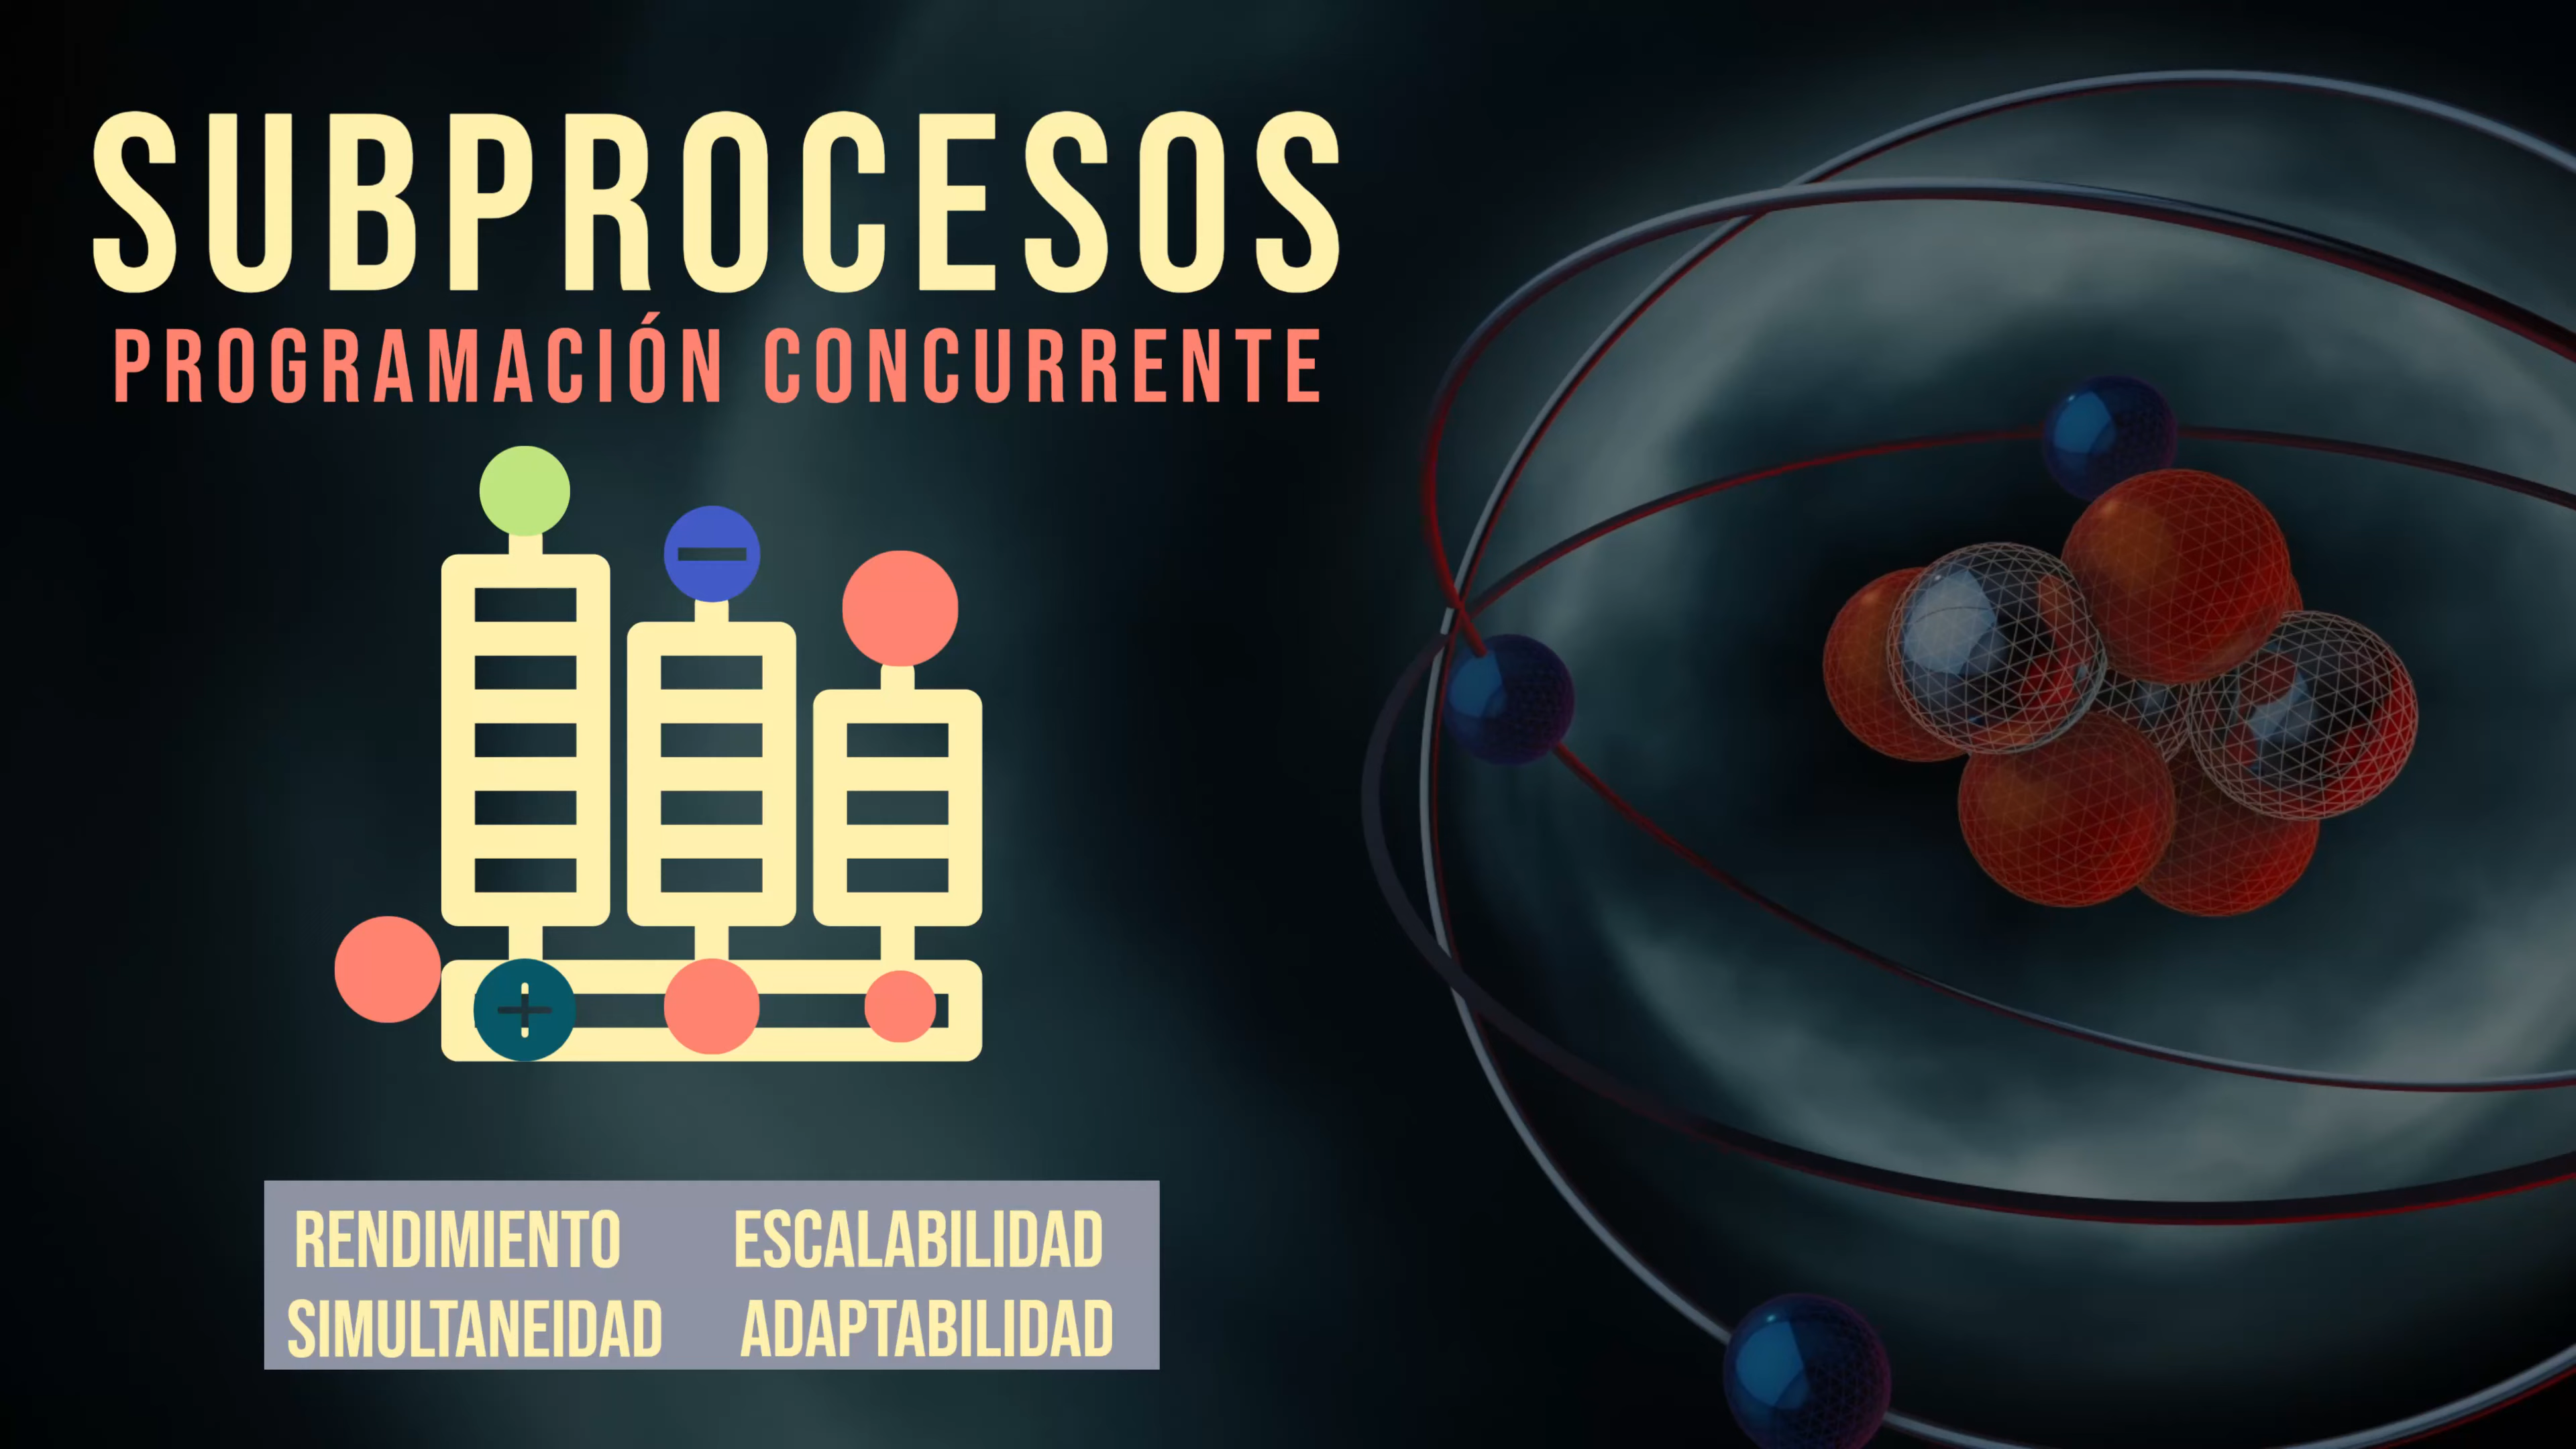 SUBPROCESOS
PROGRAMACIÓN CONCURRENTE
RENDIMIENTO ESCALABILIDAD
SIMULTANEIDAD ADAPTABILIDAD